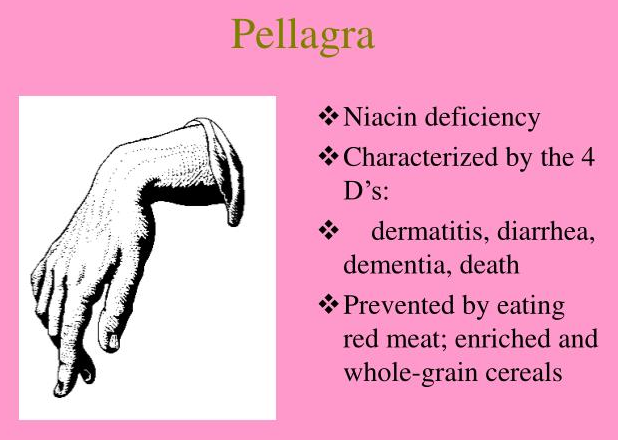 Pellagra
❖Niacin deficiency
❖Characterized by the 4
D’s:
❖ dermatitis, diarrhea,
dementia, death
❖Prevented by eating
red meat; enriched and
whole-grain cereals